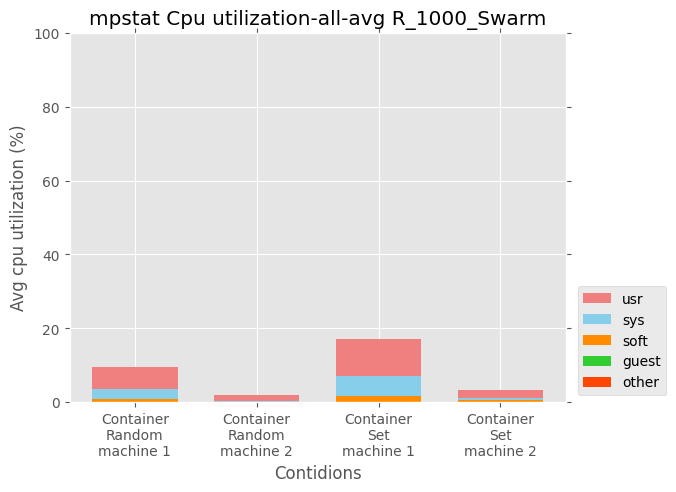 mpstat Cpu utilization-all-avg R_1000_Swarm
Avg cpu utilization (%)
100
80
60
40
20
0
Container
Random
machine 1
Container
Random
machine 2
Container
Set
machine 1
Container
Set
machine 2
Contidions
usr
sys
soft
guest
other